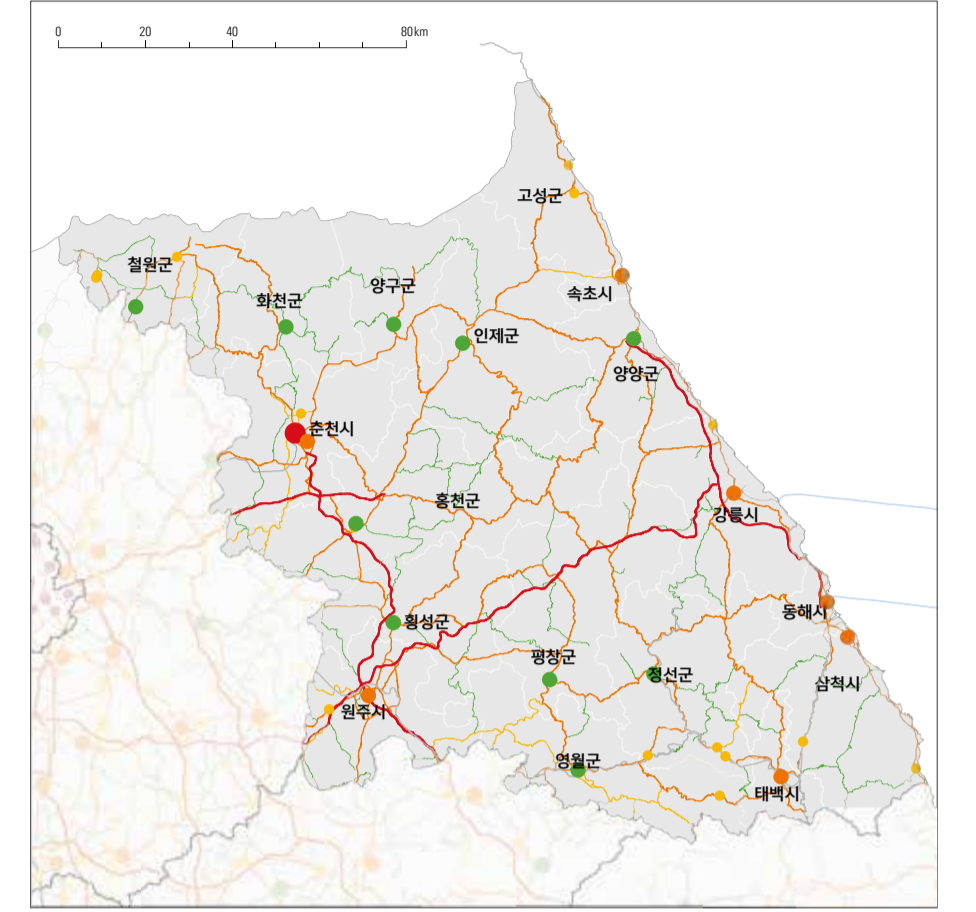 0 20 40 80km
고성군
철원군
양구군
속초시
화천군
인제군
양양군
춘천시
홍천군
강릉시
동해시
횡성군
평창군
정선군
삼척시
원주시
영월군
태백시